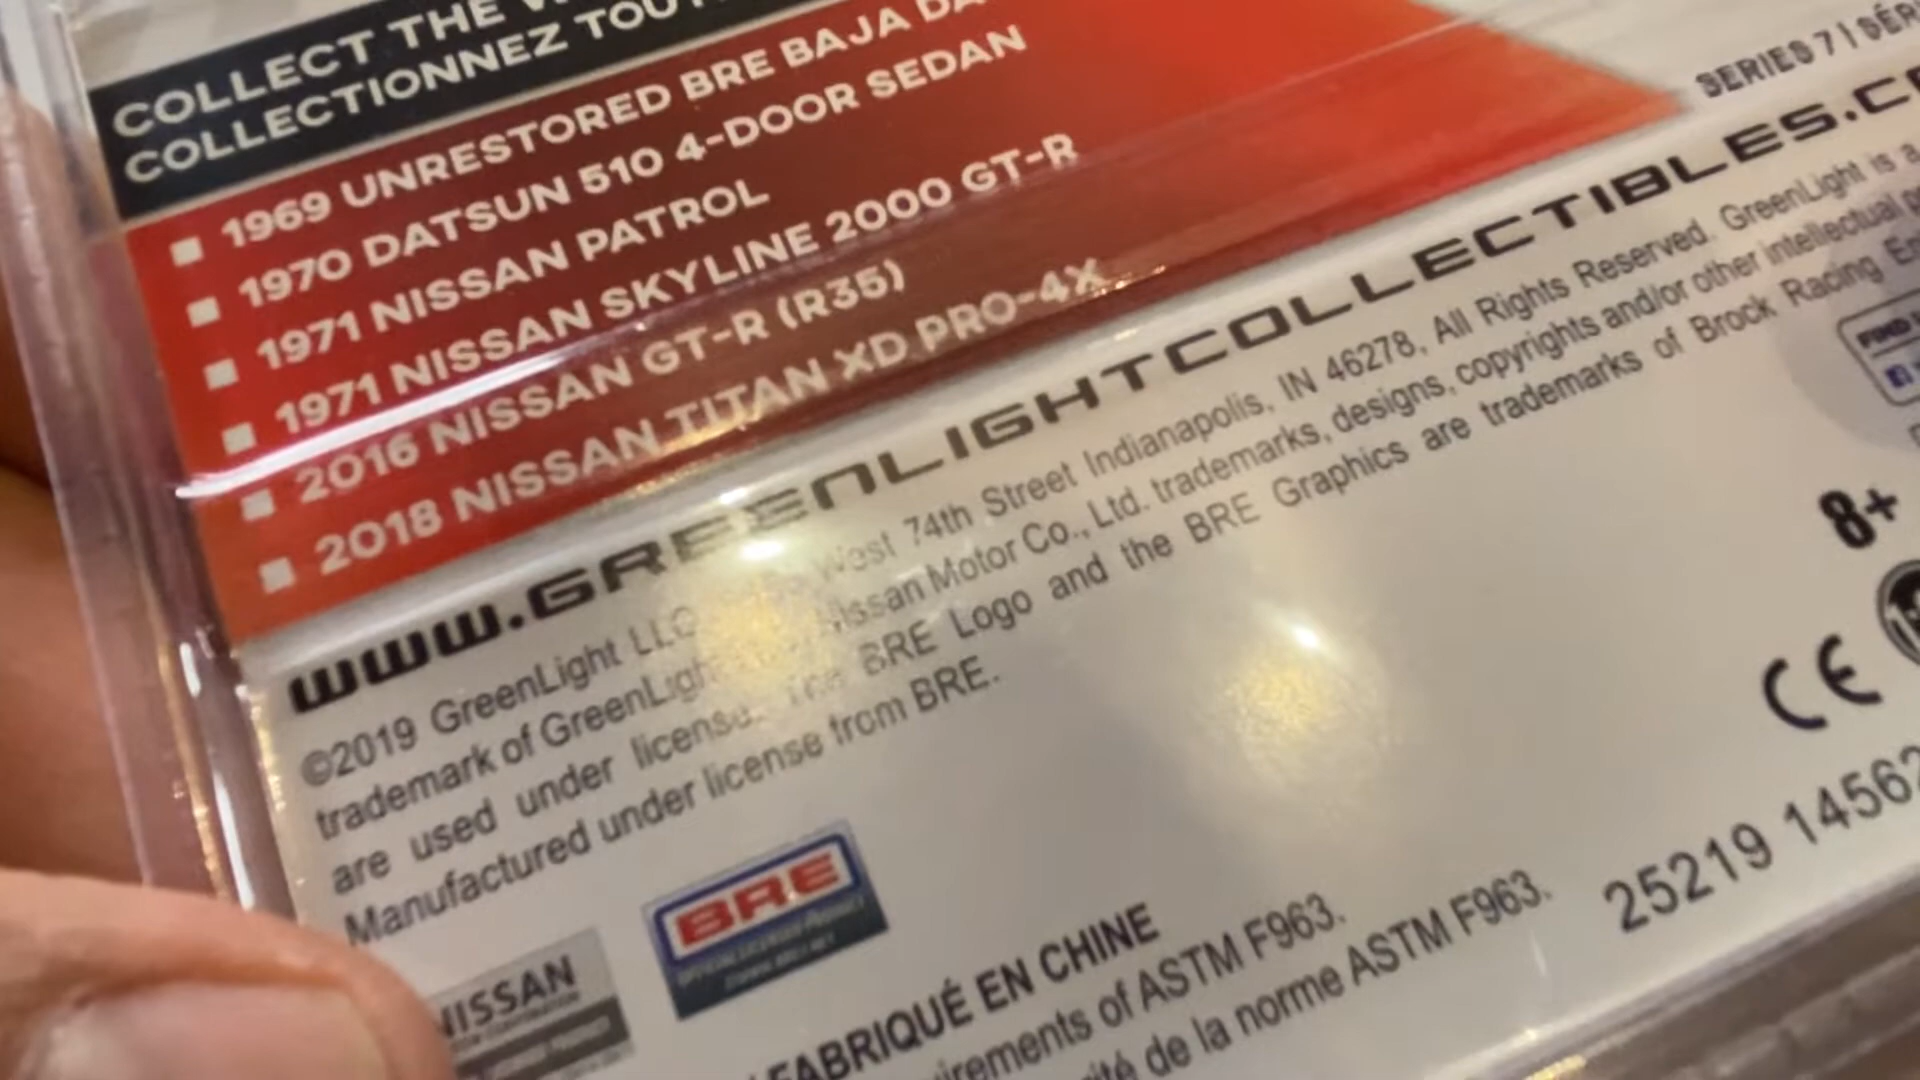 COLLECT THE
COLLECTIONNEZ
1969 UNRESTORED BRE BAJA
1970 DATSUN 510 4-DOOR SEDAN
1971 NISSAN PATROL
1971 NISSAN SKYLINE 2000 GT-R
2016 NISSAN GT-R (R35)
2018 NISSAN TITAN XD PRO-4X
SERIES 7 |
WWW.GREENLIGHTCOLLECTIBLES.C
©2019 GreenLight LLC West 74th Street Indianapolis, IN 46278, All Rights Reserved. GreenLight is a
trademark of GreenLight Nissan Motor Co., Ltd. trademarks, designs, copyrights and/or other intellectual
are used under license. The BRE Logo and the BRE Graphics are trademarks of Brock Racing
Manufactured under license from BRE.
FIND
8+
CE
25219 14562
NISSAN
BRE
FABRIQUÉ EN CHINE
irements of ASTM F963.
ité de la norme ASTM F963.